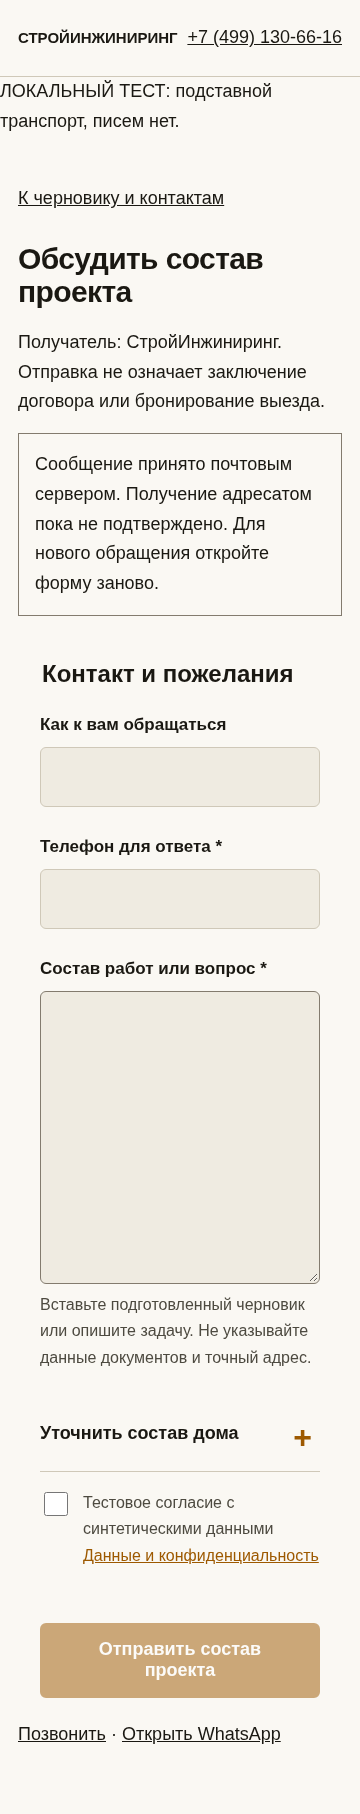 СТРОЙИНЖИНИРИНГ +7 (499) 130-66-16
ЛОКАЛЬНЫЙ ТЕСТ: подставной
транспорт, писем нет.
К черновику и контактам
Обсудить состав
проекта
Получатель: СтройИнжиниринг.
Отправка не означает заключение
договора или бронирование выезда.
Сообщение принято почтовым
сервером. Получение адресатом
пока не подтверждено. Для
нового обращения откройте
форму заново.
Контакт и пожелания
Как к вам обращаться
Телефон для ответа *
Состав работ или вопрос *
Вставьте подготовленный черновик
или опишите задачу. Не указывайте
данные документов и точный адрес.
Уточнить состав дома +
Тестовое согласие с
синтетическими данными
Данные и конфиденциальность
Отправить состав
проекта
Позвонить · Открыть WhatsApp